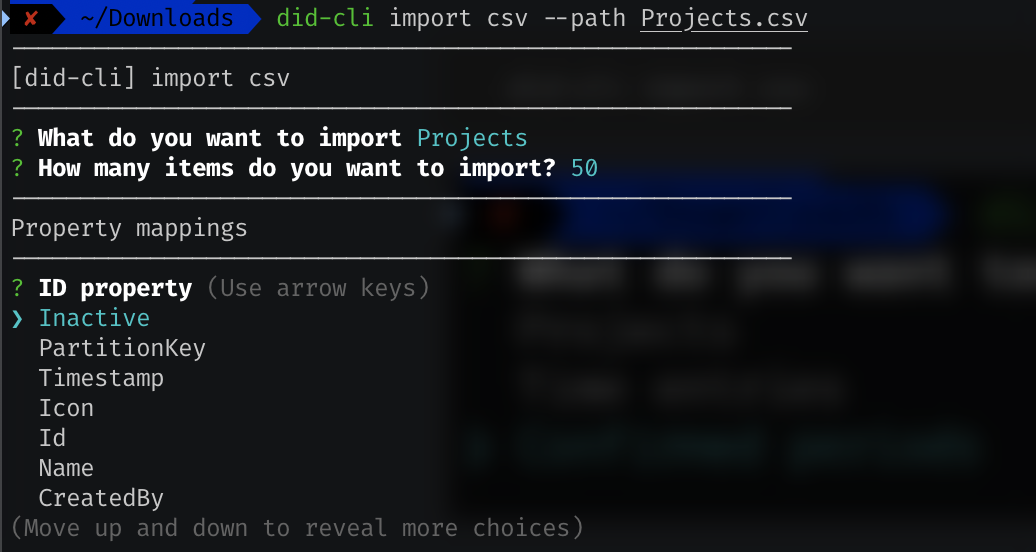 ✘ ~/Downloads did-cli import csv --path Projects.csv
[did-cli] import csv
? What do you want to import Projects
? How many items do you want to import? 50
Property mappings
? ID property (Use arrow keys)
❯ Inactive
PartitionKey
Timestamp
Icon
Id
Name
CreatedBy
(Move up and down to reveal more choices)